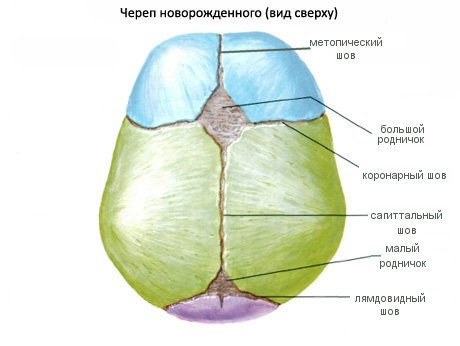 Череп новорожденного (вид сверху)
метопический
шов
большой
родничок
коронарный шов
сагиттальный
шов
малый
родничок
лямдовидный
шов